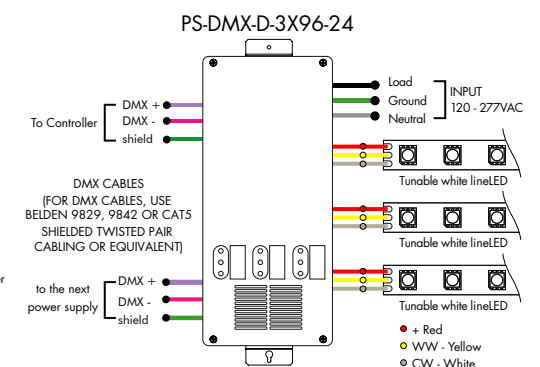 PS-DMX-D-3X96-24
DMX +
To Controller
DMX -
shield
Load
Ground
Neutral
INPUT
120 - 277VAC
Tunable white lineLED
DMX CABLES
(FOR DMX CABLES, USE
BELDEN 9829, 9842 OR CAT5
SHIELDED TWISTED PAIR
CABLING OR EQUIVALENT)
Tunable white lineLED
to the next
power supply
DMX +
DMX -
shield
Tunable white lineLED
+ Red
WW - Yellow
CW - White